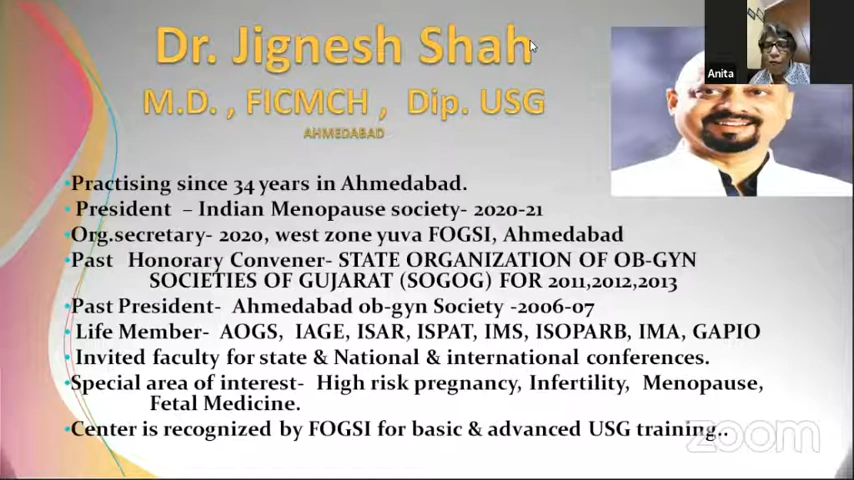 Dr. Jignesh Shah
M.D. , FICMCH , Dip. USG
AHMEDABAD
Anita
•Practising since 34 years in Ahmedabad.
• President – Indian Menopause society- 2020-21
•Org.secretary- 2020, west zone yuva FOGSI, Ahmedabad
•Past Honorary Convener- STATE ORGANIZATION OF OB-GYN
SOCIETIES OF GUJARAT (SOGOG) FOR 2011,2012,2013
•Past President- Ahmedabad ob-gyn Society -2006-07
• Life Member- AOGS, IAGE, ISAR, ISPAT, IMS, ISOPARB, IMA, GAPIO
• Invited faculty for state & National & international conferences.
•Special area of interest- High risk pregnancy, Infertility, Menopause,
Fetal Medicine.
•Center is recognized by FOGSI for basic & advanced USG training..
zoom